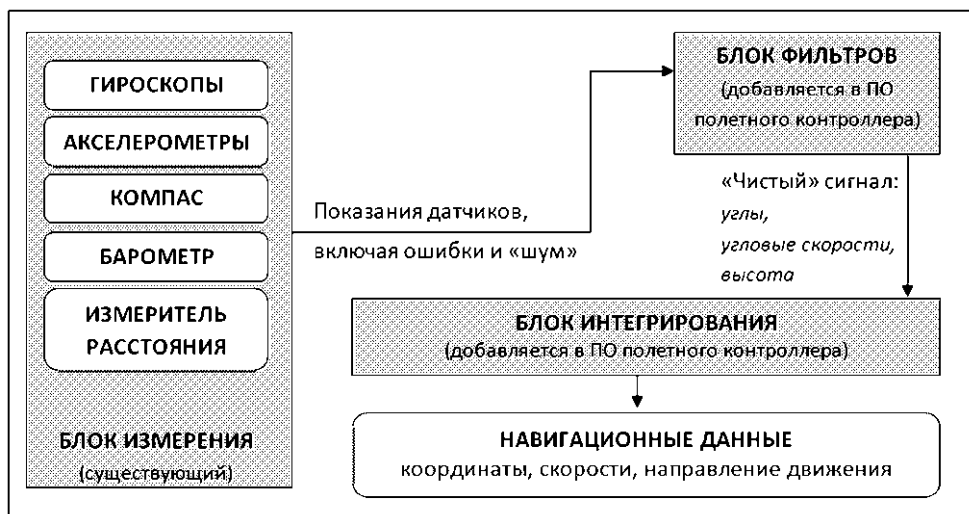 ГИРОСКОПЫ
АКСЕЛЕРОМЕТРЫ
КОМПАС
БАРОМЕТР
ИЗМЕРИТЕЛЬ
РАССТОЯНИЯ
БЛОК ИЗМЕРЕНИЯ
(существующий)
Показания датчиков,
включая ошибки и «шум»
БЛОК ФИЛЬТРОВ
(добавляется в ПО
полетного контроллера)
«Чистый» сигнал:
углы,
угловые скорости,
высота
БЛОК ИНТЕГРИРОВАНИЯ
(добавляется в ПО полетного контроллера)
НАВИГАЦИОННЫЕ ДАННЫЕ
координаты, скорости, направление движения